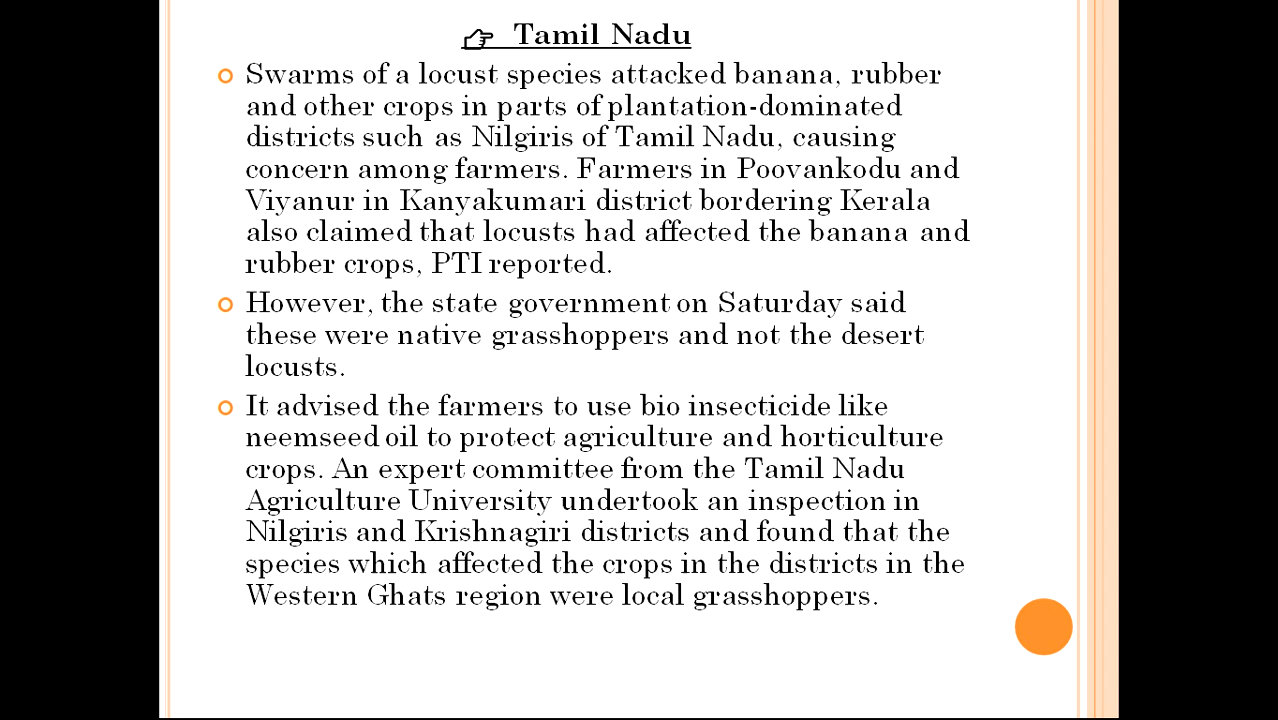 ☞ Tamil Nadu
Swarms of a locust species attacked banana, rubber
and other crops in parts of plantation-dominated
districts such as Nilgiris of Tamil Nadu, causing
concern among farmers. Farmers in Poovankodu and
Viyanur in Kanyakumari district bordering Kerala
also claimed that locusts had affected the banana and
rubber crops, PTI reported.
However, the state government on Saturday said
these were native grasshoppers and not the desert
locusts.
It advised the farmers to use bio insecticide like
neemseed oil to protect agriculture and horticulture
crops. An expert committee from the Tamil Nadu
Agriculture University undertook an inspection in
Nilgiris and Krishnagiri districts and found that the
species which affected the crops in the districts in the
Western Ghats region were local grasshoppers.